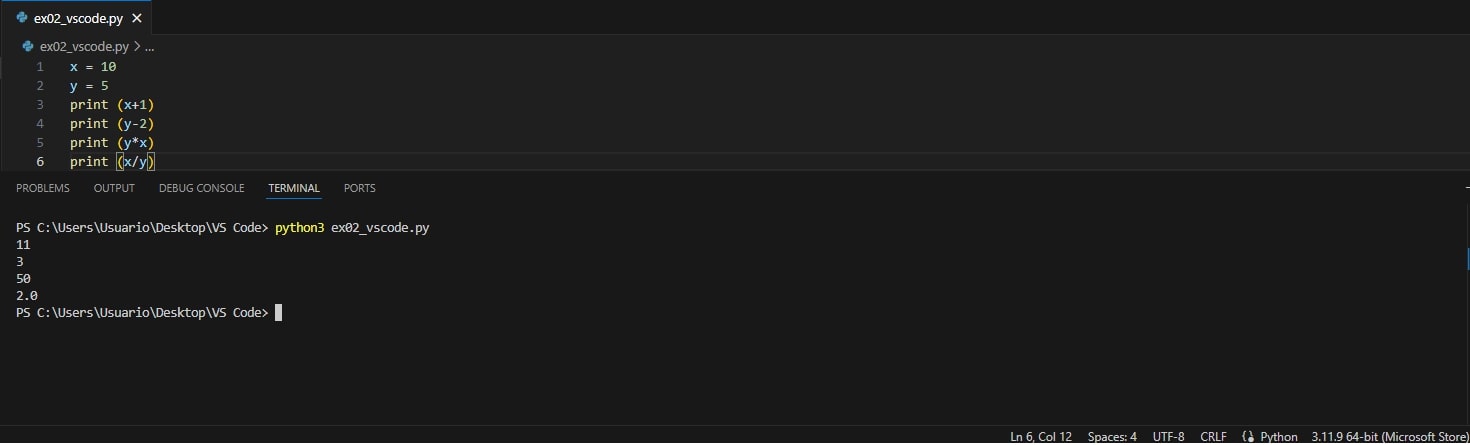 ex02_vscode.py ×
ex02_vscode.py > ...
1 x = 10
2 y = 5
3 print (x+1)
4 print (y-2)
5 print (y*x)
6 print (x/y)
PROBLEMS OUTPUT DEBUG CONSOLE TERMINAL PORTS
PS C:\Users\Usuario\Desktop\VS Code> python3 ex02_vscode.py
11
3
50
2.0
PS C:\Users\Usuario\Desktop\VS Code>
Ln 6, Col 12 Spaces: 4 UTF-8 CRLF {} Python 3.11.9 64-bit (Microsoft Store)